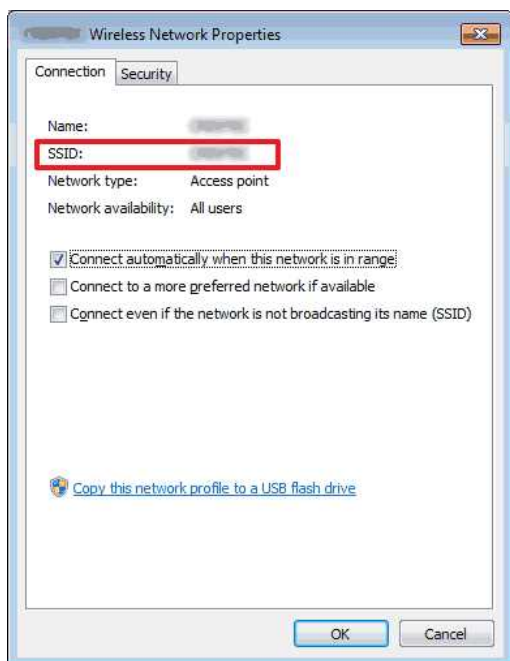 Wireless Network Properties
Connection Security
Name:
SSID:
Network type: Access point
Network availability: All users
Connect automatically when this network is in range
Connect to a more preferred network if available
Connect even if the network is not broadcasting its name (SSID)
Copy this network profile to a USB flash drive
OK Cancel